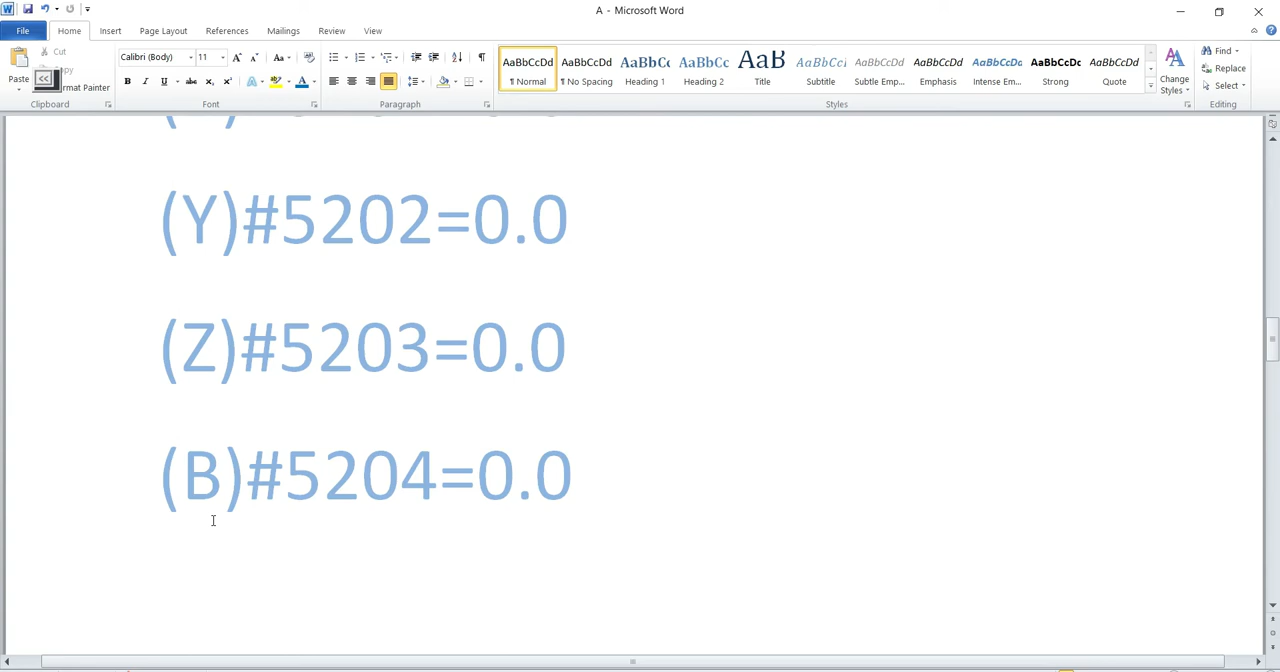 A - Microsoft Word
File Home Insert Page Layout References Mailings Review View
Paste
Cut
Format Painter
Clipboard
Calibri (Body) 11
Font
Paragraph
AaBbCcDd AaBbCcDd AaBbCc AaBbCc AaB AaBbCcl AaBbCcDd AaBbCcDd AaBbCcDd AaBbCcDc AaBbCcDd
¶ Normal ¶ No Spacing Heading 1 Heading 2 Title Subtitle Subtle Emp... Emphasis Intense Em... Strong Quote
Styles
Change
Styles
Find
Replace
Select
Editing
(Y)#5202=0.0
(Z)#5203=0.0
(B)#5204=0.0